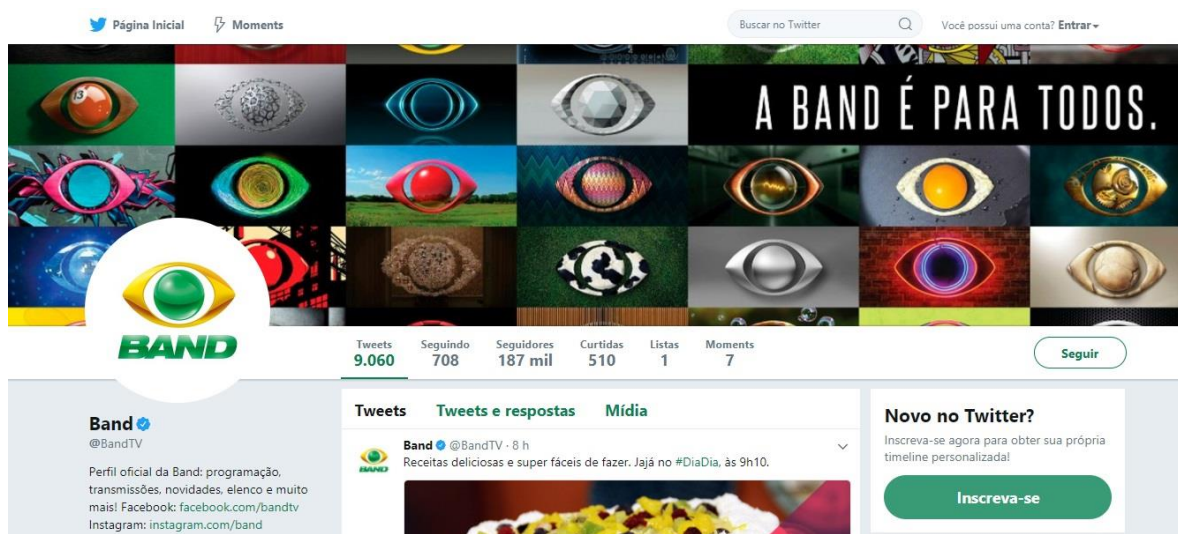 Página Inicial
Moments
Buscar no Twitter
Você possui uma conta? Entrar
13
A BAND É PARA TODOS.
BAND
Tweets
9.060
Seguindo
708
Seguidores
187 mil
Curtidas
510
Listas
1
Moments
7
Seguir
Band
@BandTV
Perfil oficial da Band: programação,
transmissões, novidades, elenco e muito
mais! Facebook: facebook.com/bandtv
Instagram: instagram.com/band
Tweets
Tweets e respostas
Mídia
BAND
Band @BandTV · 8 h
Receitas deliciosas e super fáceis de fazer. Jajá no #DiaDia, às 9h10.
Novo no Twitter?
Inscreva-se agora para obter sua própria
timeline personalizada!
Inscreva-se